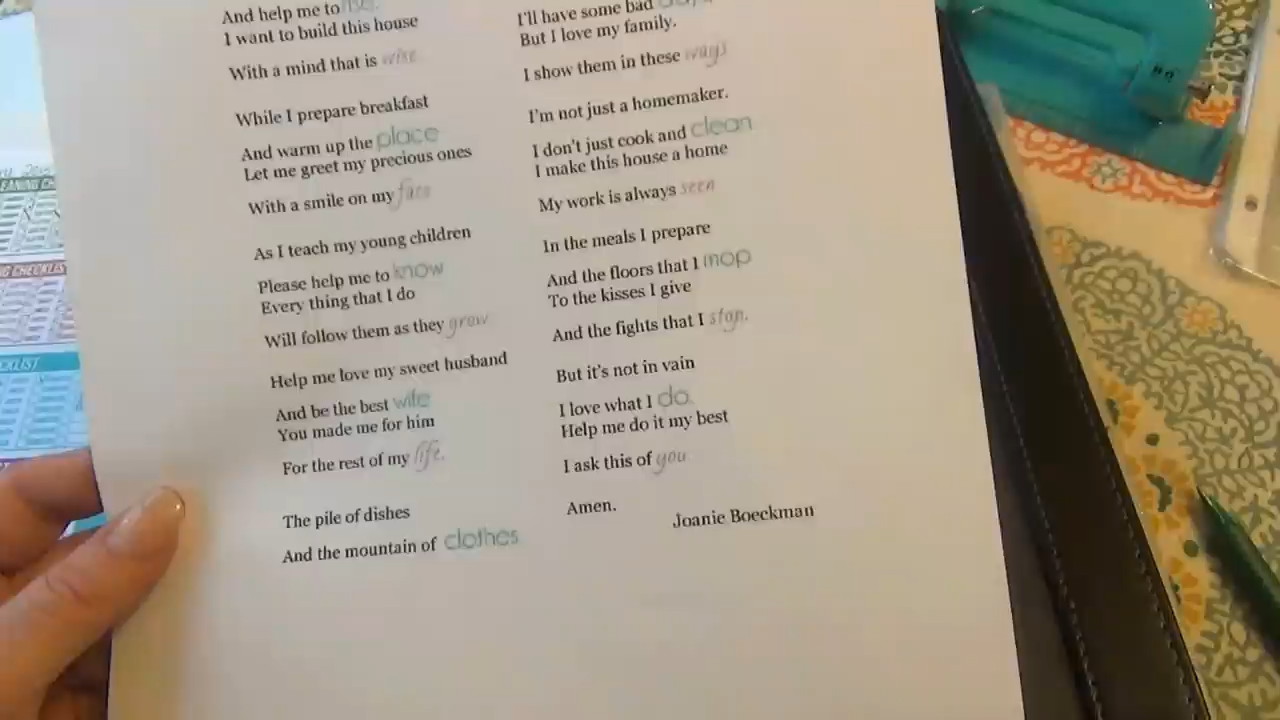 And help me to rise.
I want to build this house
With a mind that is wise
While I prepare breakfast
And warm up the place
Let me greet my precious ones
With a smile on my face
As I teach my young children
Please help me to know
Every thing that I do
Will follow them as they grow
Help me love my sweet husband
And be the best wife
You made me for him
For the rest of my life.
The pile of dishes
And the mountain of clothes
I'll have some bad
But I love my family.
I show them in these ways
I'm not just a homemaker.
I don't just cook and clean
I make this house a home
My work is always seen
In the meals I prepare
And the floors that I mop
To the kisses I give
And the fights that I stop.
But it's not in vain
I love what I do.
Help me do it my best
I ask this of you
Amen.
Joanie Boeckman
CHECKLIST